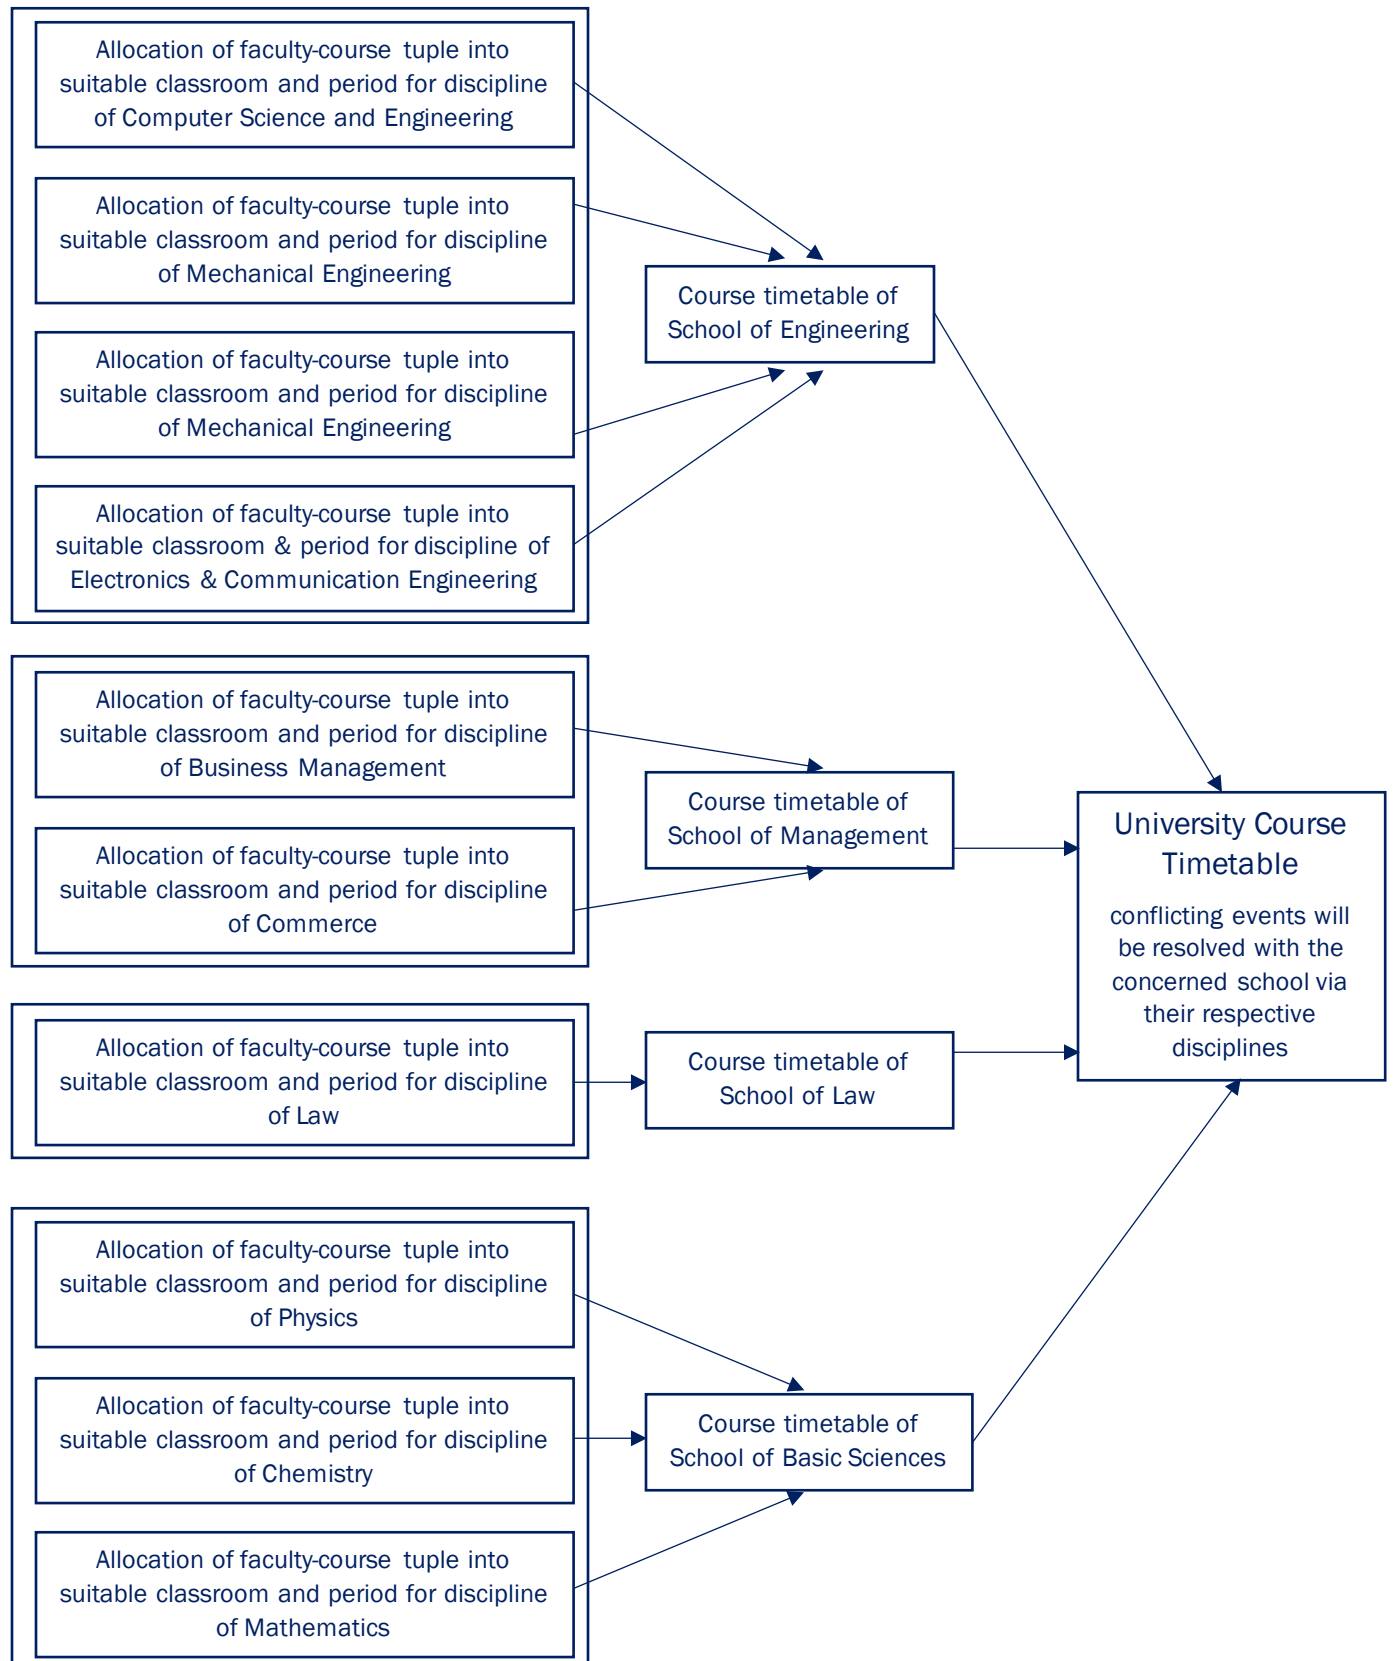 Allocation of faculty-course tuple into
suitable classroom and period for discipline
of Computer Science and Engineering
Allocation of faculty-course tuple into
suitable classroom and period for discipline
of Mechanical Engineering
Allocation of faculty-course tuple into
suitable classroom and period for discipline
of Mechanical Engineering
Allocation of faculty-course tuple into
suitable classroom & period for discipline of
Electronics & Communication Engineering
Course timetable of
School of Engineering
Allocation of faculty-course tuple into
suitable classroom and period for discipline
of Business Management
Allocation of faculty-course tuple into
suitable classroom and period for discipline
of Commerce
Course timetable of
School of Management
Allocation of faculty-course tuple into
suitable classroom and period for discipline
of Law
Course timetable of
School of Law
Allocation of faculty-course tuple into
suitable classroom and period for discipline
of Physics
Allocation of faculty-course tuple into
suitable classroom and period for discipline
of Chemistry
Allocation of faculty-course tuple into
suitable classroom and period for discipline
of Mathematics
Course timetable of
School of Basic Sciences
University Course
Timetable
conflicting events will
be resolved with the
concerned school via
their respective
disciplines